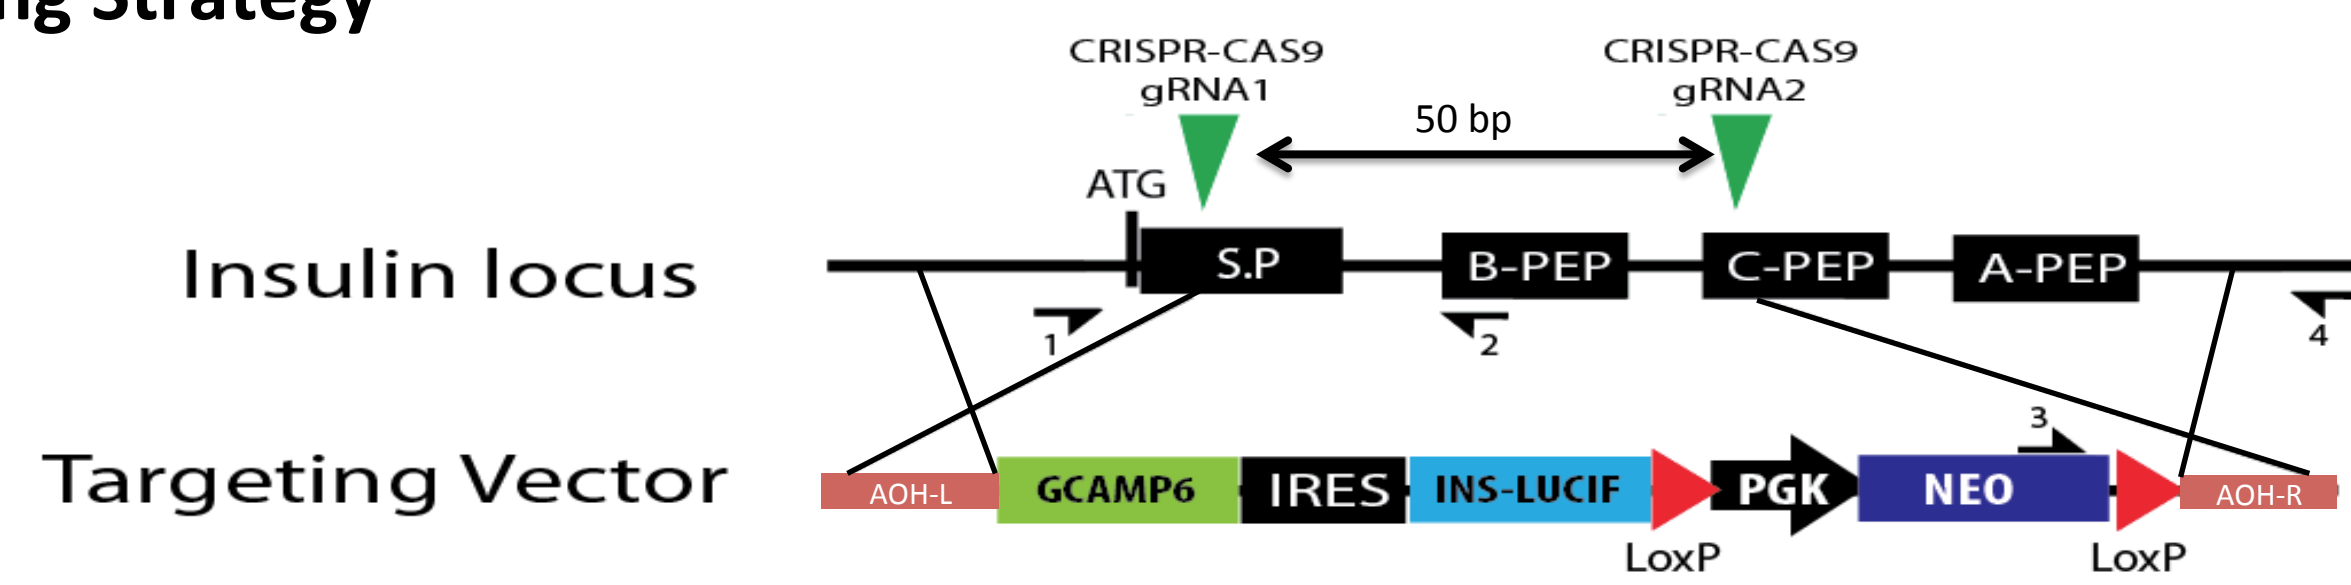 Strategy
CRISPR-CAS9 CRISPR-CAS9
gRNA1 gRNA2
50 bp
ATG
Insulin locus
S.P B-PEP C-PEP A-PEP
1 2 4
3
Targeting Vector
AOH-L GCAMP6 IRES INS-LUCIF PGK NEO AOH-R
LoxP LoxP